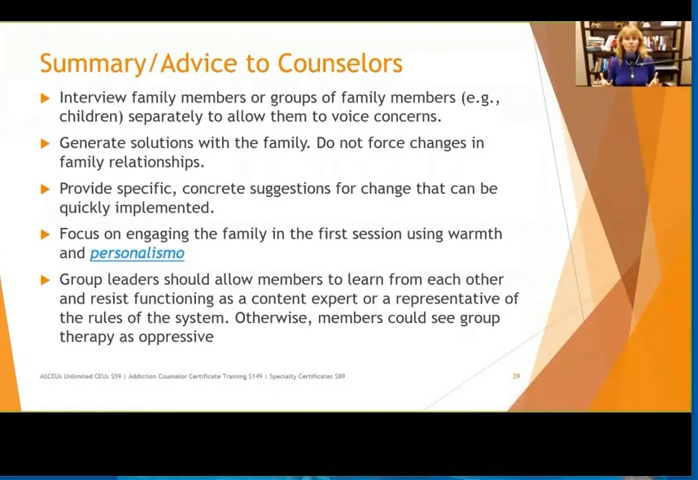 Summary/Advice to Counselors
Interview family members or groups of family members (e.g.,
children) separately to allow them to voice concerns.
Generate solutions with the family. Do not force changes in
family relationships.
Provide specific, concrete suggestions for change that can be
quickly implemented.
Focus on engaging the family in the first session using warmth
and personalismo
Group leaders should allow members to learn from each other
and resist functioning as a content expert or a representative of
the rules of the system. Otherwise, members could see group
therapy as oppressive
AllCEUs Unlimited CEUs $59 | Addiction Counselor Certificate Training $149 | Specialty Certificates $89
29